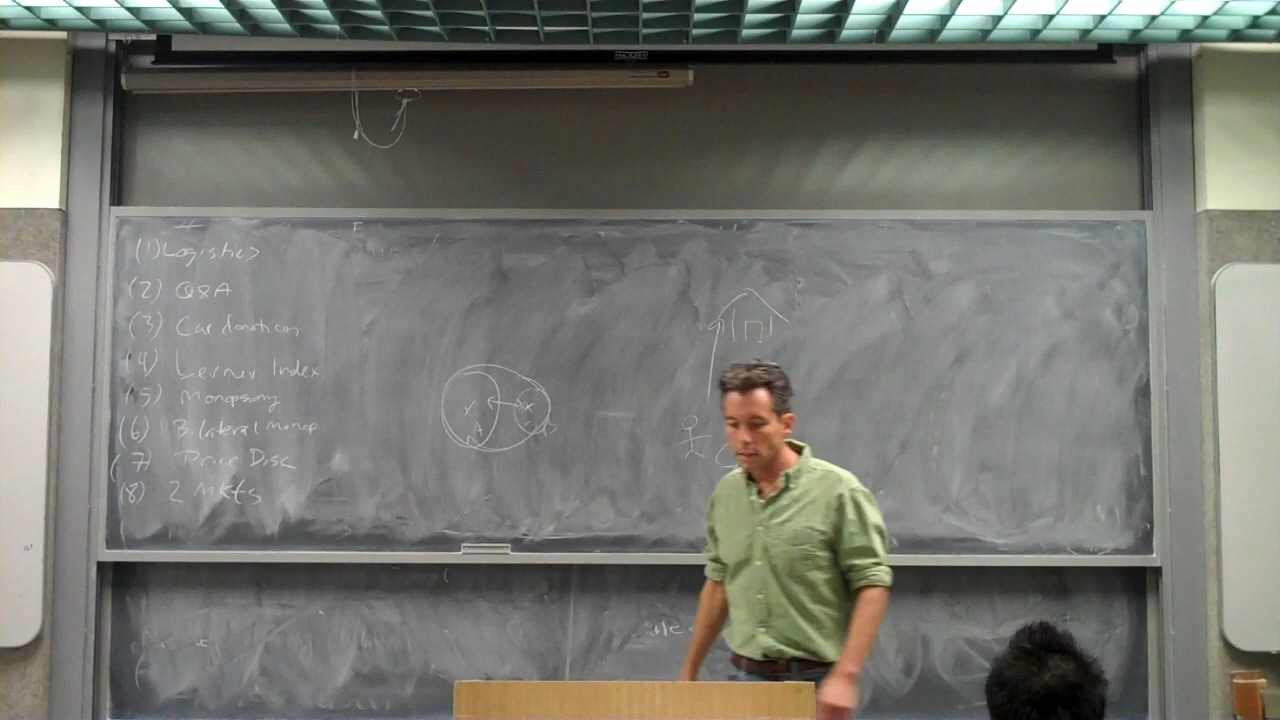 (1) Logistics
(2) Q&A
(3) Car donation
(4) Lerner Index
(5) Monopsony
(6) Bilateral Monop
(7) Price Disc
(8) 2 Mkts
Y
X
A